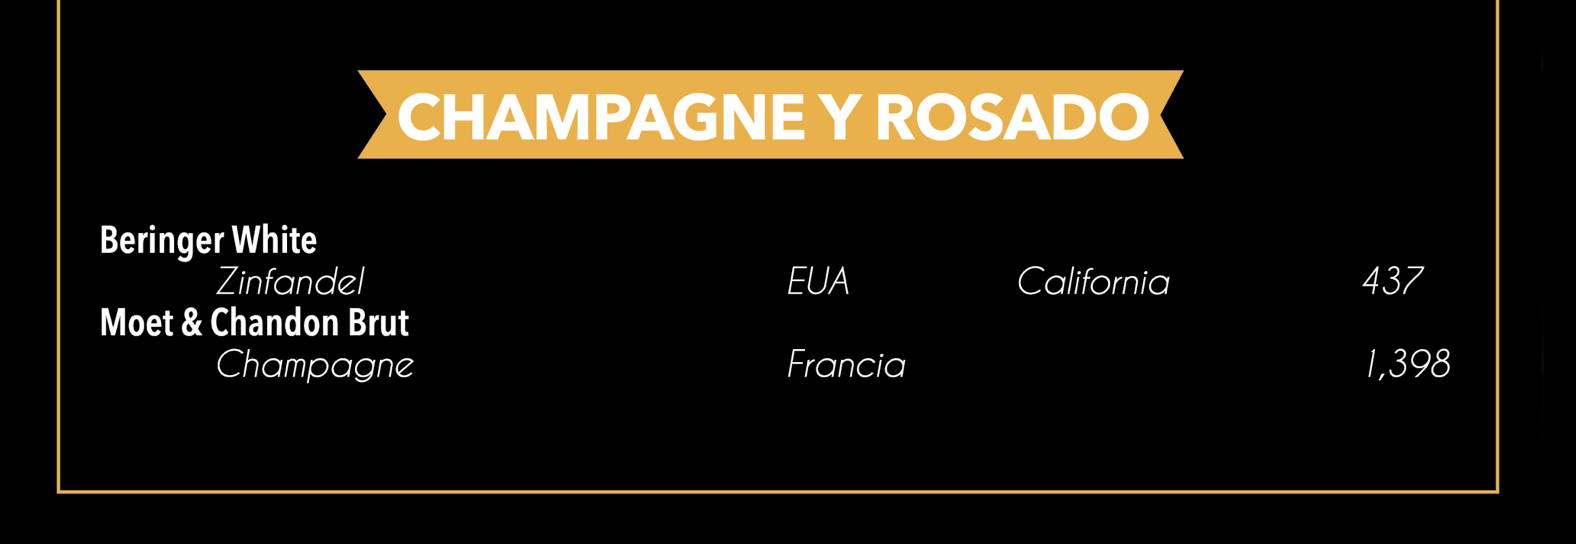 CHAMPAGNE Y ROSADO
Beringer White
Zinfandel EUA California 437
Moet & Chandon Brut
Champagne Francia 1,398